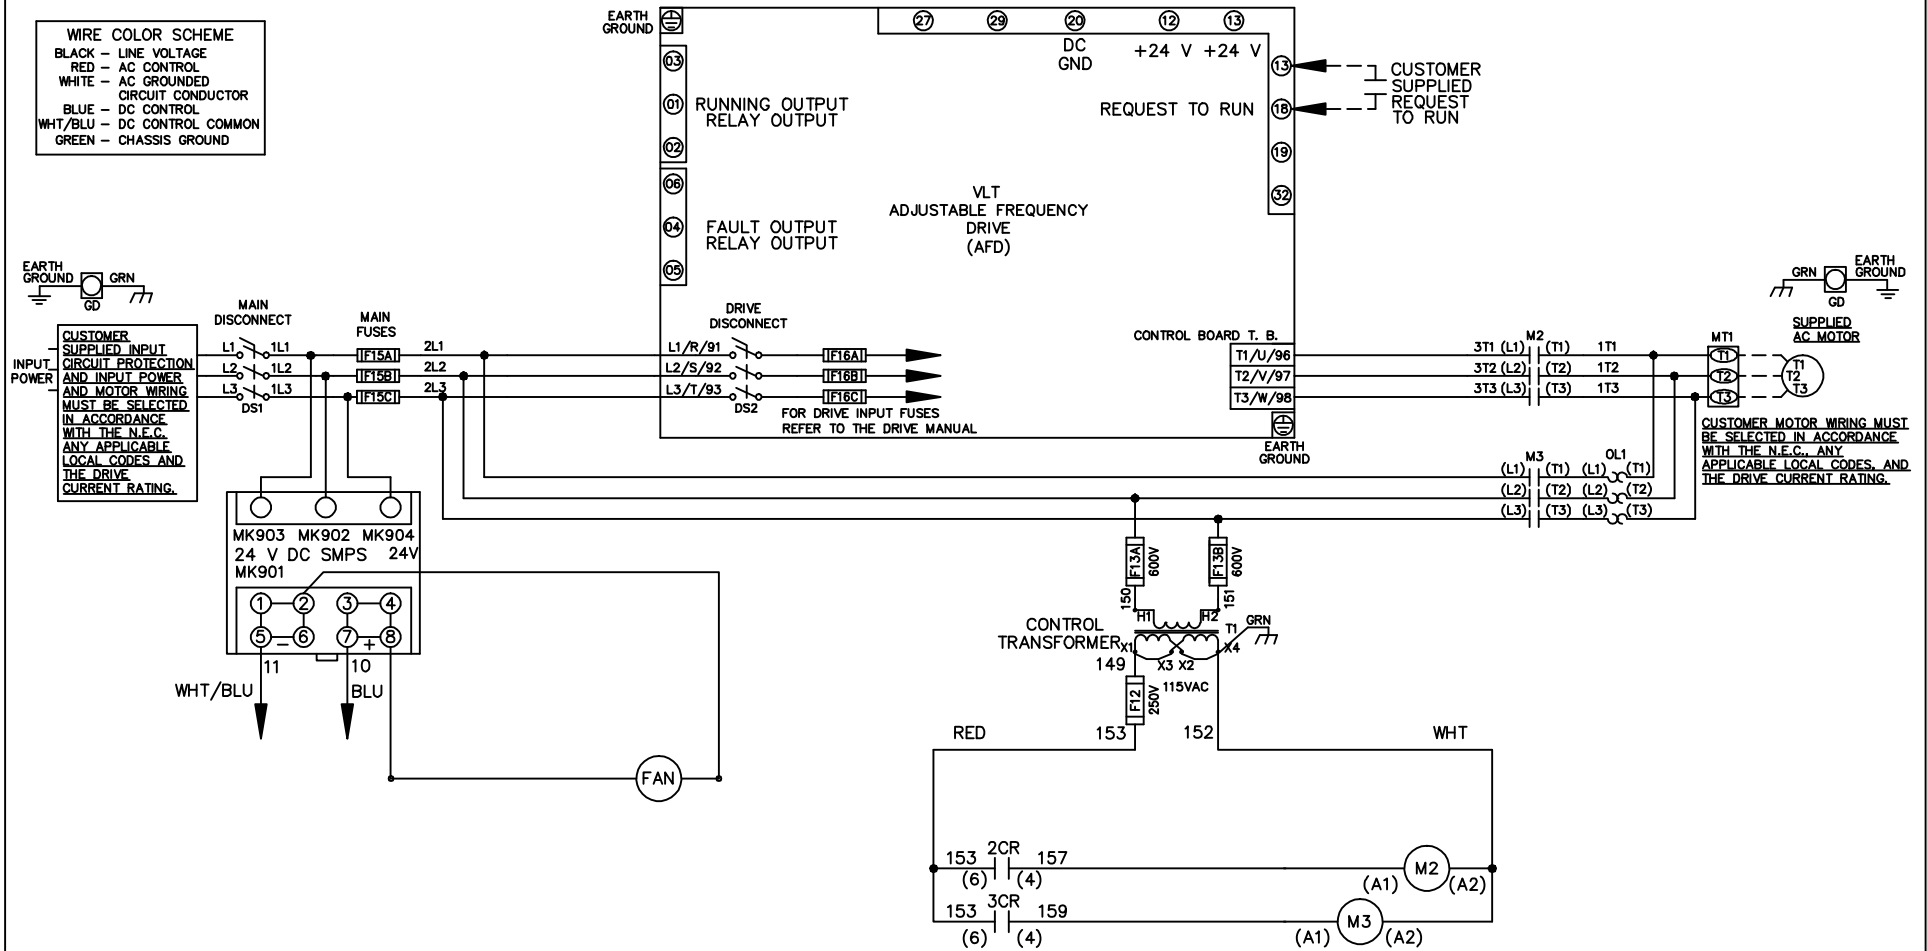 WIRE COLOR SCHEME
BLACK – LINE VOLTAGE
RED – AC CONTROL
WHITE – AC GROUNDED
CIRCUIT CONDUCTOR
BLUE – DC CONTROL
WHT/BLU – DC CONTROL COMMON
GREEN – CHASSIS GROUND
EARTH
GROUND
27 29 20 12 13
DC
GND
+24 V +24 V
03
01
02
RUNNING OUTPUT
RELAY OUTPUT
06
04
05
FAULT OUTPUT
RELAY OUTPUT
13
18
19
32
REQUEST TO RUN
CUSTOMER
SUPPLIED
REQUEST
TO RUN
VLT
ADJUSTABLE FREQUENCY
DRIVE
(AFD)
EARTH
GROUND
GRN
GD
INPUT
POWER
CUSTOMER
SUPPLIED INPUT
CIRCUIT PROTECTION
AND INPUT POWER
AND MOTOR WIRING
MUST BE SELECTED
IN ACCORDANCE
WITH THE N.E.C.
ANY APPLICABLE
LOCAL CODES AND
THE DRIVE
CURRENT RATING.
MAIN
DISCONNECT
L1 1L1
L2 1L2
L3 1L3
DS1
MAIN
FUSES
F15A
F15B
F15C
2L1
2L2
2L3
DRIVE
DISCONNECT
L1/R/91
L2/S/92
L3/T/93
DS2
F16A
F16B
F16C
FOR DRIVE INPUT FUSES
REFER TO THE DRIVE MANUAL
CONTROL BOARD T. B.
T1/U/96
T2/V/97
T3/W/98
EARTH
GROUND
M2
3T1 (L1) (T1) 1T1
3T2 (L2) (T2) 1T2
3T3 (L3) (T3) 1T3
MT1
T1
T2
T3
GRN
EARTH
GROUND
GD
SUPPLIED
AC MOTOR
T1
T2
T3
CUSTOMER MOTOR WIRING MUST
BE SELECTED IN ACCORDANCE
WITH THE N.E.C., ANY
APPLICABLE LOCAL CODES, AND
THE DRIVE CURRENT RATING.
M3 OL1
(L1) (T1) (L1) (T1)
(L2) (T2) (L2) (T2)
(L3) (T3) (L3) (T3)
MK903 MK902 MK904
24 V DC SMPS 24V
MK901
1 2 3 4
5 – 6 7 + 8
11 10
WHT/BLU BLU
FAN
F13A
600V
F13B
600V
150
151
H1 H2
CONTROL
TRANSFORMER
T1
GRN
X1 X3 X2 X4
149
115VAC
F12
250V
RED 153 152 WHT
2CR
153 157
(6) (4)
M2
(A1) (A2)
3CR
153 159
(6) (4)
M3
(A1) (A2)